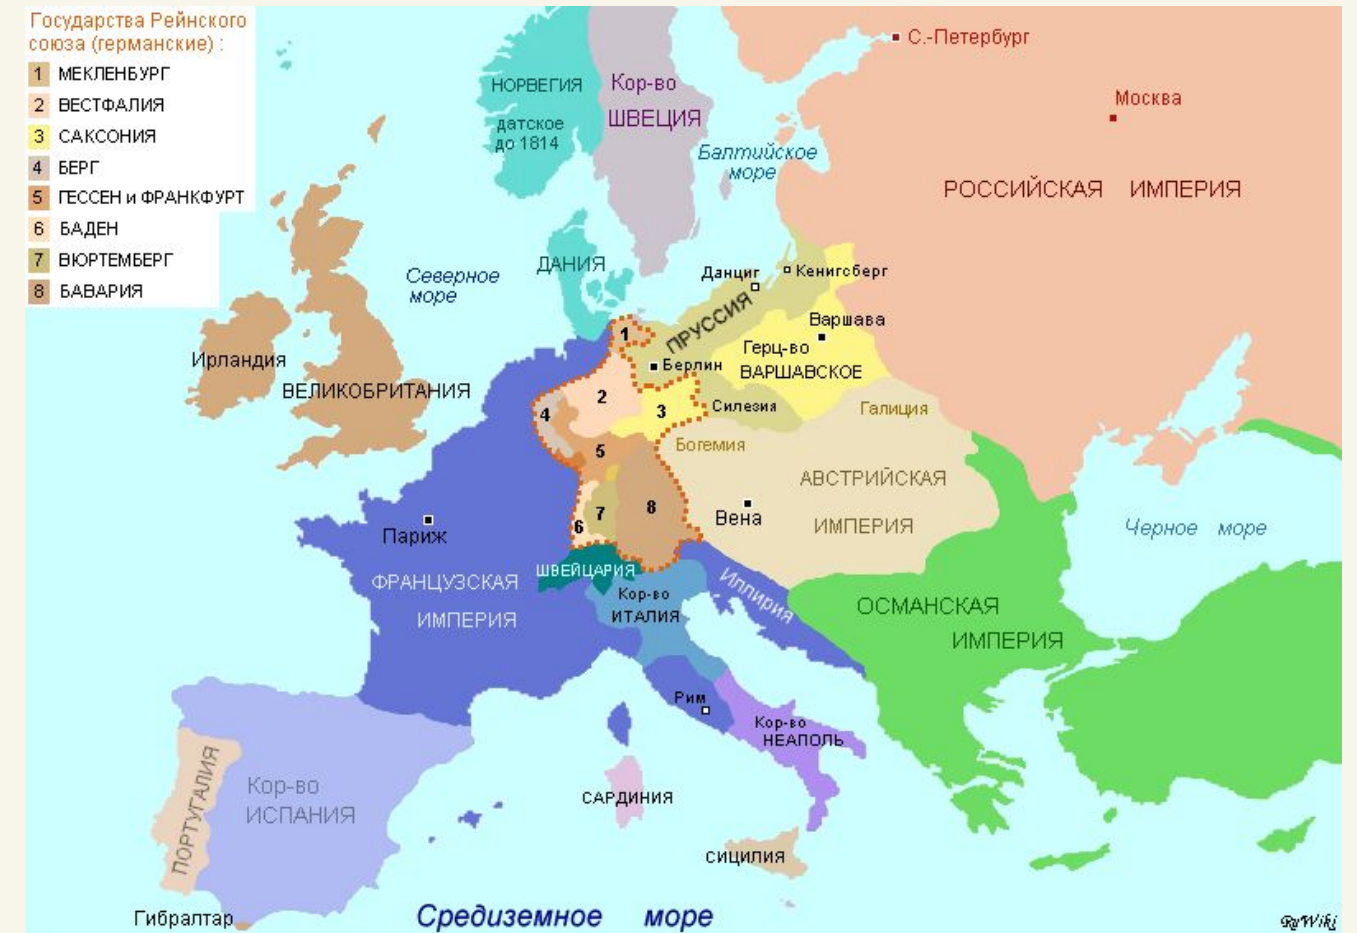 Государства Рейнского
союза (германские) :
1 МЕКЛЕНБУРГ
2 ВЕСТФАЛИЯ
3 САКСОНИЯ
4 БЕРГ
5 ГЕССЕН и ФРАНКФУРТ
6 БАДЕН
7 ВЮРТЕМБЕРГ
8 БАВАРИЯ
НОРВЕГИЯ
датское
до 1814
Кор-во
ШВЕЦИЯ
С.-Петербург
Москва
Балтийское
море
РОССИЙСКАЯ ИМПЕРИЯ
Северное
море
ДАНИЯ
Данциг
Кенигсберг
ПРУССИЯ
Варшава
Герц-во
ВАРШАВСКОЕ
Ирландия
ВЕЛИКОБРИТАНИЯ
1
Берлин
2
3
4
Силезия
Галиция
Богемия
5
АВСТРИЙСКАЯ
ИМПЕРИЯ
6
7
8
Вена
Париж
Черное море
ФРАНЦУЗСКАЯ
ИМПЕРИЯ
ШВЕЙЦАРИЯ
Кор-во
ИТАЛИЯ
Иллирия
ОСМАНСКАЯ
ИМПЕРИЯ
Рим
Кор-во
НЕАПОЛЬ
ПОРТУГАЛИЯ
Кор-во
ИСПАНИЯ
САРДИНИЯ
СИЦИЛИЯ
Гибралтар
Средиземное море
RuWiki